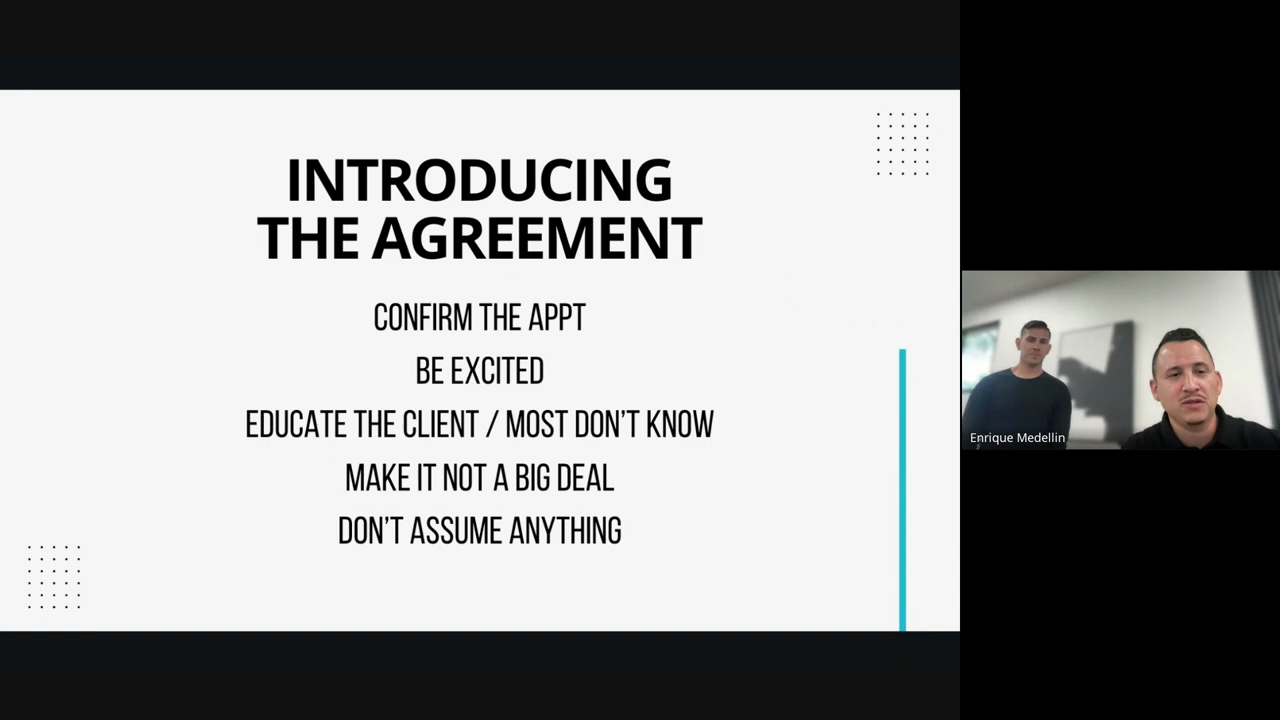 INTRODUCING
THE AGREEMENT
CONFIRM THE APPT
BE EXCITED
EDUCATE THE CLIENT / MOST DON'T KNOW
MAKE IT NOT A BIG DEAL
DON'T ASSUME ANYTHING
Enrique Medellin